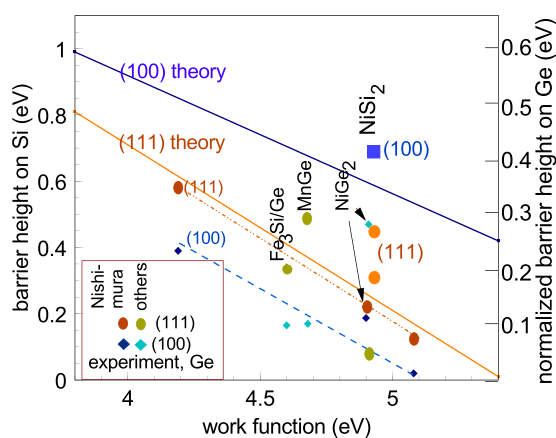 barrier height on Si (eV)
1
0.8
0.6
0.4
0.2
0
4
4.5
5
work function (eV)
normalized barrier height on Ge (eV)
0.6
0.5
0.4
0.3
0.2
0.1
(100) theory
(111) theory
(111)
(100)
Fe3Si/Ge
MnGe
NiGe2
NiSi2
(100)
(111)
Nishi-
mura
others
(111)
(100)
experiment, Ge